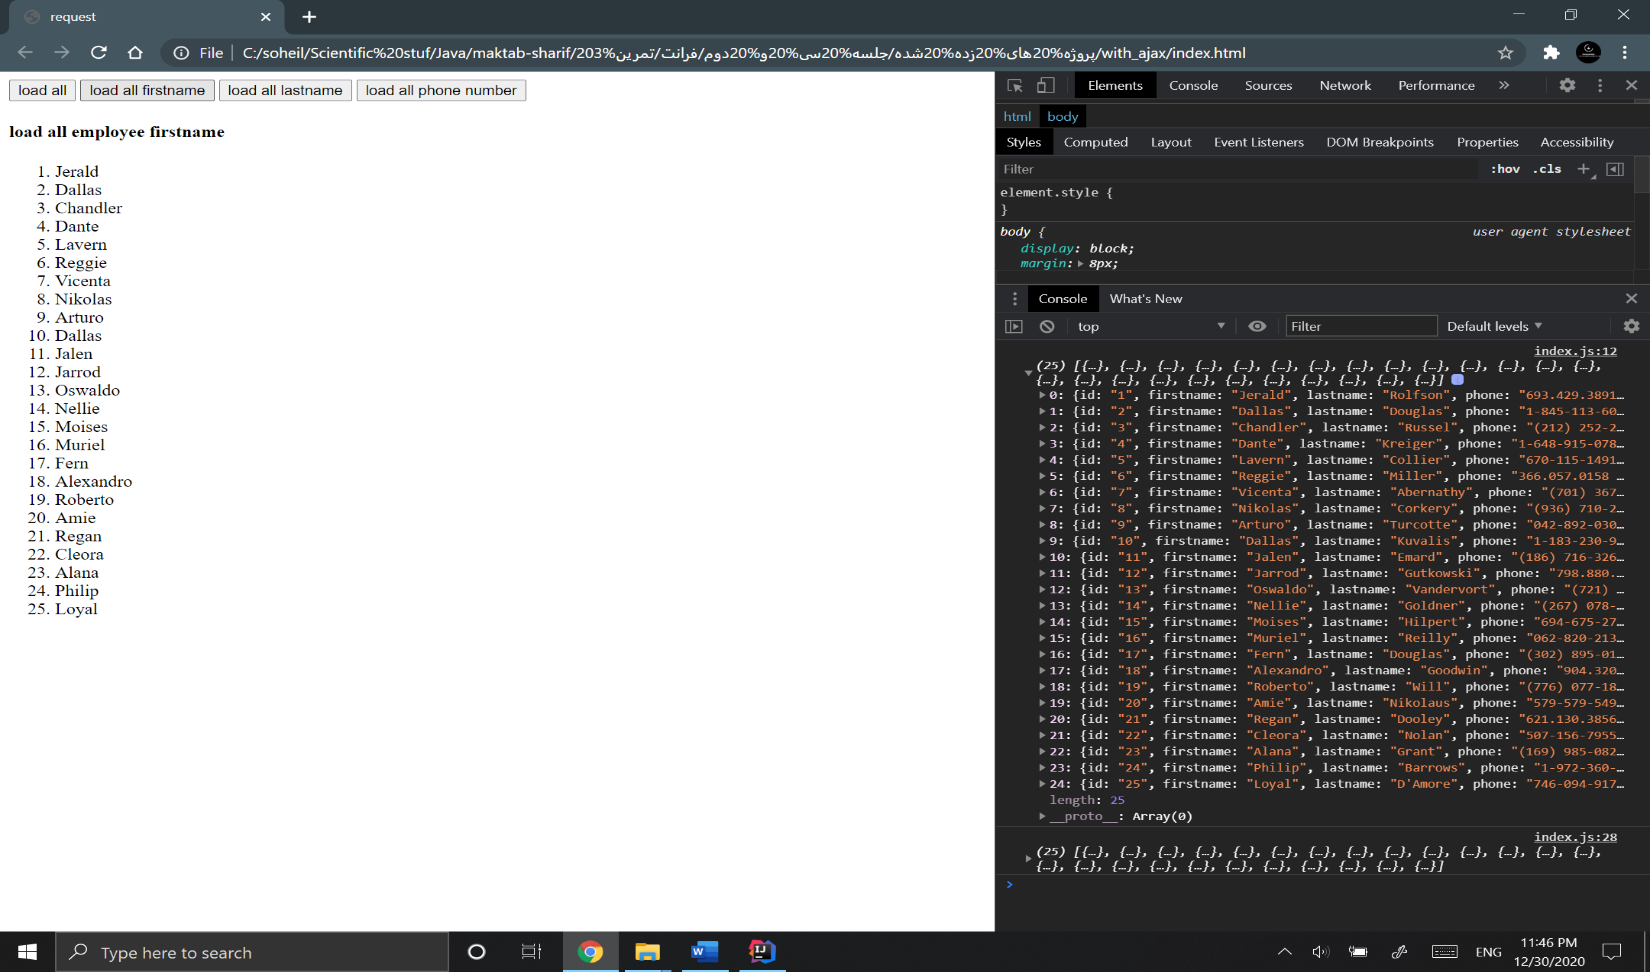 request
File C:/soheil/Scientific%20stuf/Java/maktab-sharif/203%پروژه%20های%20زده%20شده/جلسه%20سی%20و%20دوم/فرانت/تمرین/with_ajax/index.html
load all load all firstname load all lastname load all phone number
load all employee firstname
1. Jerald
2. Dallas
3. Chandler
4. Dante
5. Lavern
6. Reggie
7. Vicenta
8. Nikolas
9. Arturo
10. Dallas
11. Jalen
12. Jarrod
13. Oswaldo
14. Nellie
15. Moises
16. Muriel
17. Fern
18. Alexandro
19. Roberto
20. Amie
21. Regan
22. Cleora
23. Alana
24. Philip
25. Loyal
Elements Console Sources Network Performance »
html body
Styles Computed Layout Event Listeners DOM Breakpoints Properties Accessibility
Filter :hov .cls +
element.style {
}
body { user agent stylesheet
display: block;
margin: 8px;
Console What's New
top Filter Default levels
index.js:12
(25) [{…}, {…}, {…}, {…}, {…}, {…}, {…}, {…}, {…}, {…}, {…}, {…}, {…}, {…},
{…}, {…}, {…}, {…}, {…}, {…}, {…}, {…}, {…}, {…}, {…}]
0: {id: "1", firstname: "Jerald", lastname: "Rolfson", phone: "693.429.3891…
1: {id: "2", firstname: "Dallas", lastname: "Douglas", phone: "1-845-113-60…
2: {id: "3", firstname: "Chandler", lastname: "Russel", phone: "(212) 252-2…
3: {id: "4", firstname: "Dante", lastname: "Kreiger", phone: "1-648-915-078…
4: {id: "5", firstname: "Lavern", lastname: "Collier", phone: "670-115-1491…
5: {id: "6", firstname: "Reggie", lastname: "Miller", phone: "366.057.0158 …
6: {id: "7", firstname: "Vicenta", lastname: "Abernathy", phone: "(701) 367…
7: {id: "8", firstname: "Nikolas", lastname: "Corkery", phone: "(936) 710-2…
8: {id: "9", firstname: "Arturo", lastname: "Turcotte", phone: "042-892-030…
9: {id: "10", firstname: "Dallas", lastname: "Kuvalis", phone: "1-183-230-9…
10: {id: "11", firstname: "Jalen", lastname: "Emard", phone: "(186) 716-326…
11: {id: "12", firstname: "Jarrod", lastname: "Gutkowski", phone: "798.880.…
12: {id: "13", firstname: "Oswaldo", lastname: "Vandervort", phone: "(721) …
13: {id: "14", firstname: "Nellie", lastname: "Goldner", phone: "(267) 078-…
14: {id: "15", firstname: "Moises", lastname: "Hilpert", phone: "694-675-27…
15: {id: "16", firstname: "Muriel", lastname: "Reilly", phone: "062-820-213…
16: {id: "17", firstname: "Fern", lastname: "Douglas", phone: "(302) 895-01…
17: {id: "18", firstname: "Alexandro", lastname: "Goodwin", phone: "904.320…
18: {id: "19", firstname: "Roberto", lastname: "Will", phone: "(776) 077-18…
19: {id: "20", firstname: "Amie", lastname: "Nikolaus", phone: "579-579-549…
20: {id: "21", firstname: "Regan", lastname: "Dooley", phone: "621.130.3856…
21: {id: "22", firstname: "Cleora", lastname: "Nolan", phone: "507-156-7955…
22: {id: "23", firstname: "Alana", lastname: "Grant", phone: "(169) 985-082…
23: {id: "24", firstname: "Philip", lastname: "Barrows", phone: "1-972-360-…
24: {id: "25", firstname: "Loyal", lastname: "D'Amore", phone: "746-094-917…
length: 25
__proto__: Array(0)
index.js:28
(25) [{…}, {…}, {…}, {…}, {…}, {…}, {…}, {…}, {…}, {…}, {…}, {…}, {…}, {…},
{…}, {…}, {…}, {…}, {…}, {…}, {…}, {…}, {…}, {…}, {…}]
Type here to search
ENG
11:46 PM
12/30/2020